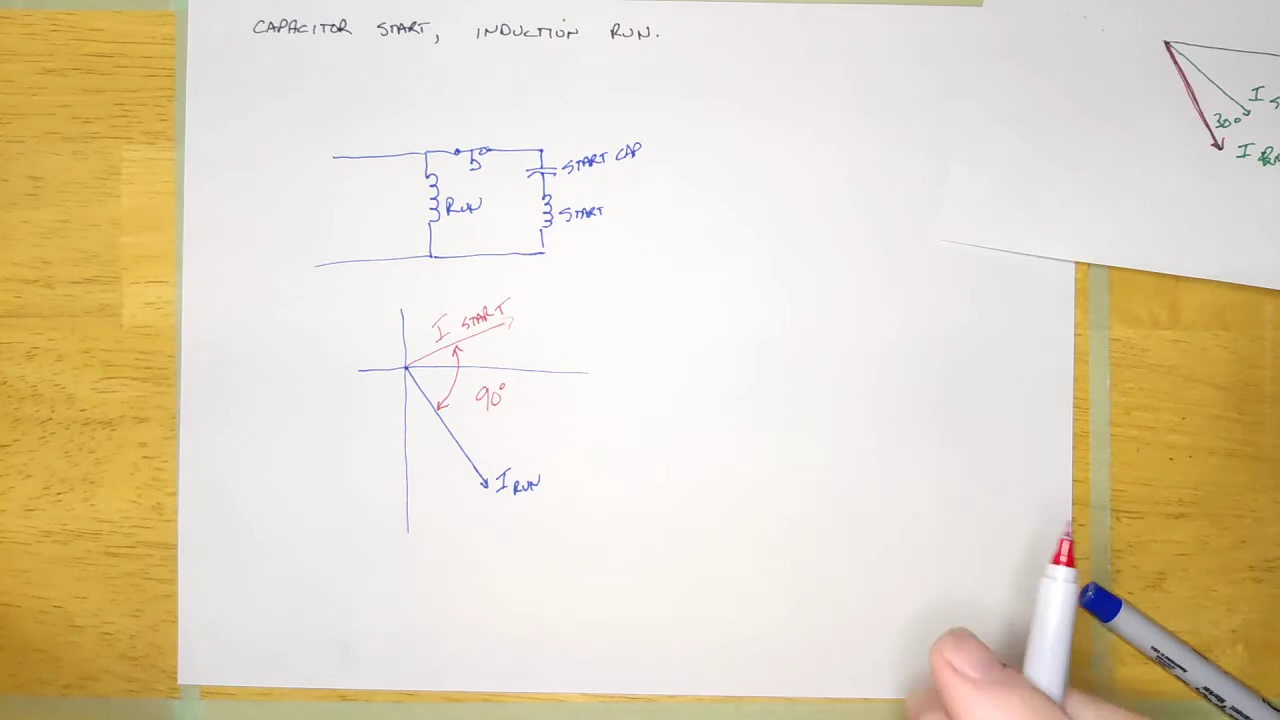 CAPACITOR START, INDUCTION RUN.
START CAP
RUN
START
I START
90°
I RUN
I
30°
I